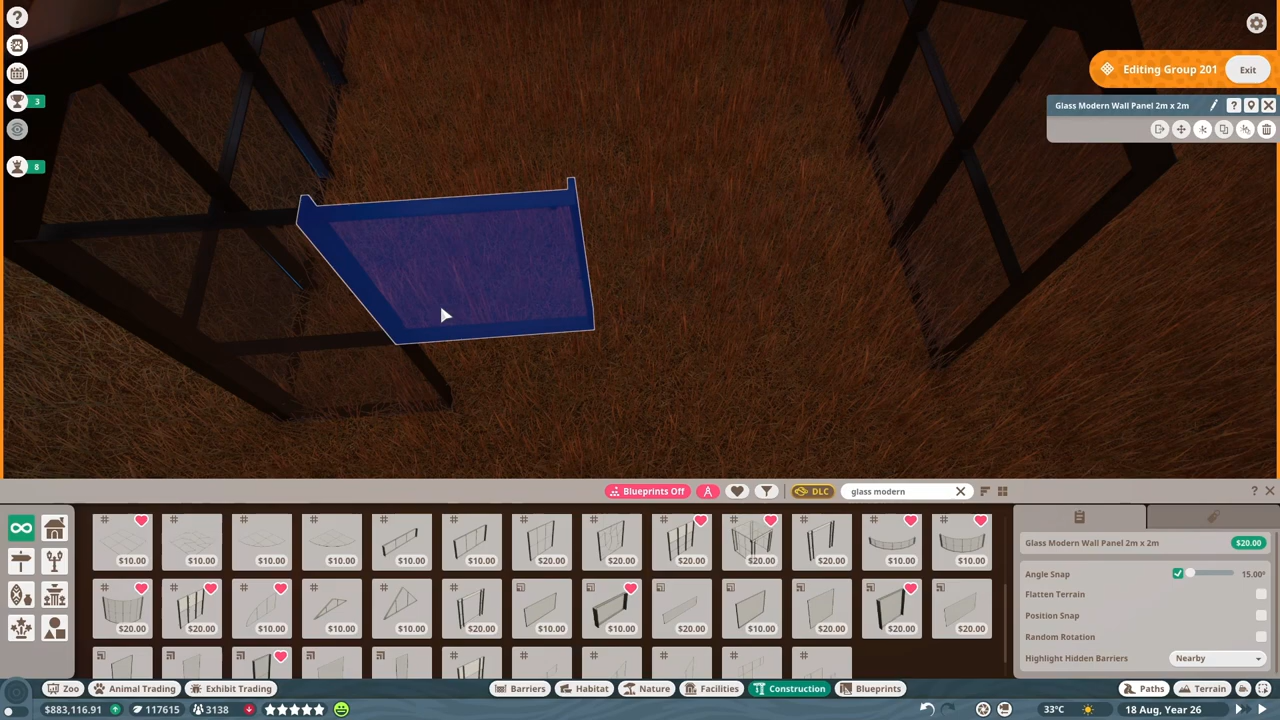 ?
Editing Group 201
Exit
Glass Modern Wall Panel 2m x 2m
?
3
8
Blueprints Off
DLC
glass modern
?
$10.00 $10.00 $10.00 $10.00 $10.00 $10.00 $20.00 $10.00 $20.00 $20.00 $20.00 $10.00 $10.00
$20.00 $20.00 $10.00 $10.00 $10.00 $20.00 $10.00 $10.00 $20.00 $10.00 $20.00 $20.00 $20.00
Glass Modern Wall Panel 2m x 2m
$20.00
Angle Snap
15.00°
Flatten Terrain
Position Snap
Random Rotation
Highlight Hidden Barriers
Nearby
Zoo
Animal Trading
Exhibit Trading
Barriers
Habitat
Nature
Facilities
Construction
Blueprints
Paths
Terrain
$883,116.91
117615
3138
33°C
18 Aug, Year 26